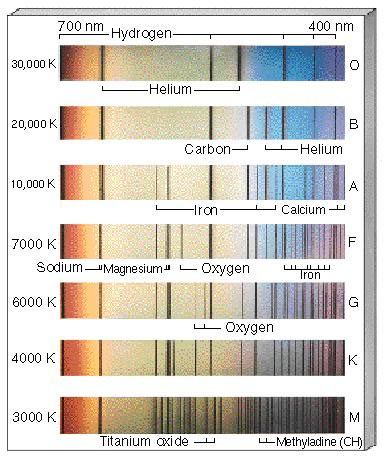 700 nm 400 nm
Hydrogen
30,000 K O
Helium
20,000 K B
Carbon Helium
10,000 K A
Iron Calcium
7000 K F
Sodium Magnesium Oxygen Iron
6000 K G
Oxygen
4000 K K
3000 K M
Titanium oxide Methyladine (CH)